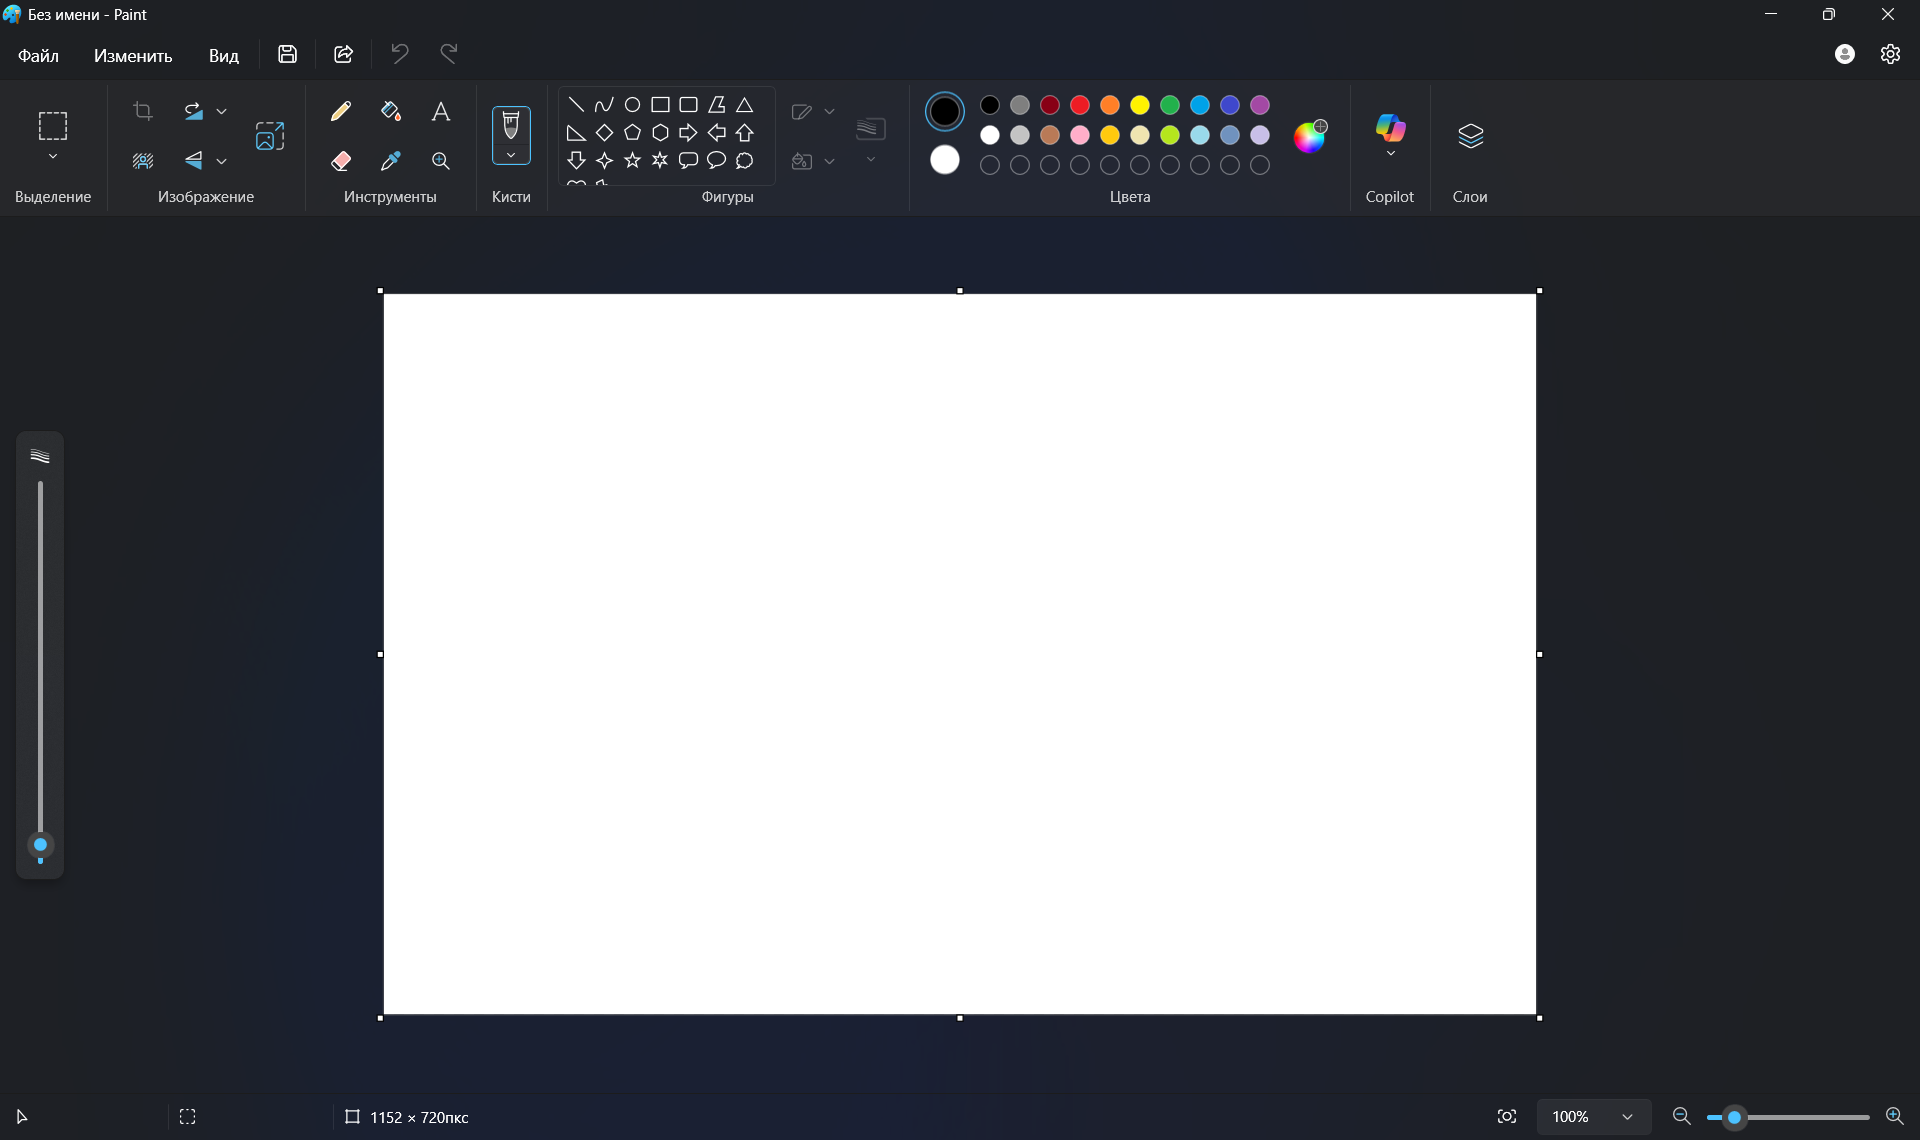 Без имени - Paint
Файл Изменить Вид
Выделение Изображение Инструменты Кисти Фигуры Цвета Copilot Слои
1152 × 720пкс 100%